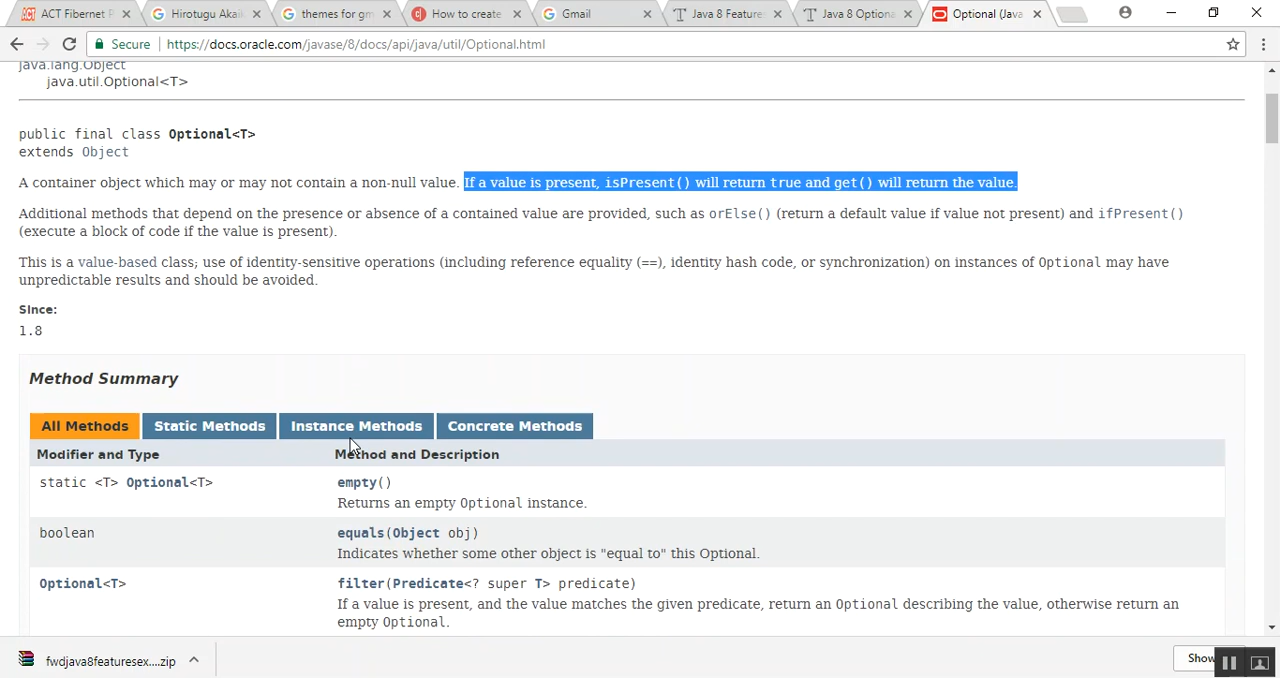 ACT Fibernet P
Hirotugu Akaik
themes for gm
How to create
Gmail
Java 8 Feature
Java 8 Optiona
Optional (Java
Secure https://docs.oracle.com/javase/8/docs/api/java/util/Optional.html
java.lang.Object
java.util.Optional<T>
public final class Optional<T>
extends Object
A container object which may or may not contain a non-null value. If a value is present, isPresent() will return true and get() will return the value.
Additional methods that depend on the presence or absence of a contained value are provided, such as orElse() (return a default value if value not present) and ifPresent()
(execute a block of code if the value is present).
This is a value-based class; use of identity-sensitive operations (including reference equality (==), identity hash code, or synchronization) on instances of Optional may have
unpredictable results and should be avoided.
Since:
1.8
Method Summary
All Methods Static Methods Instance Methods Concrete Methods
Modifier and Type Method and Description
static <T> Optional<T> empty()
Returns an empty Optional instance.
boolean equals(Object obj)
Indicates whether some other object is "equal to" this Optional.
Optional<T> filter(Predicate<? super T> predicate)
If a value is present, and the value matches the given predicate, return an Optional describing the value, otherwise return an
empty Optional.
fwdjava8featuresex....zip
Show